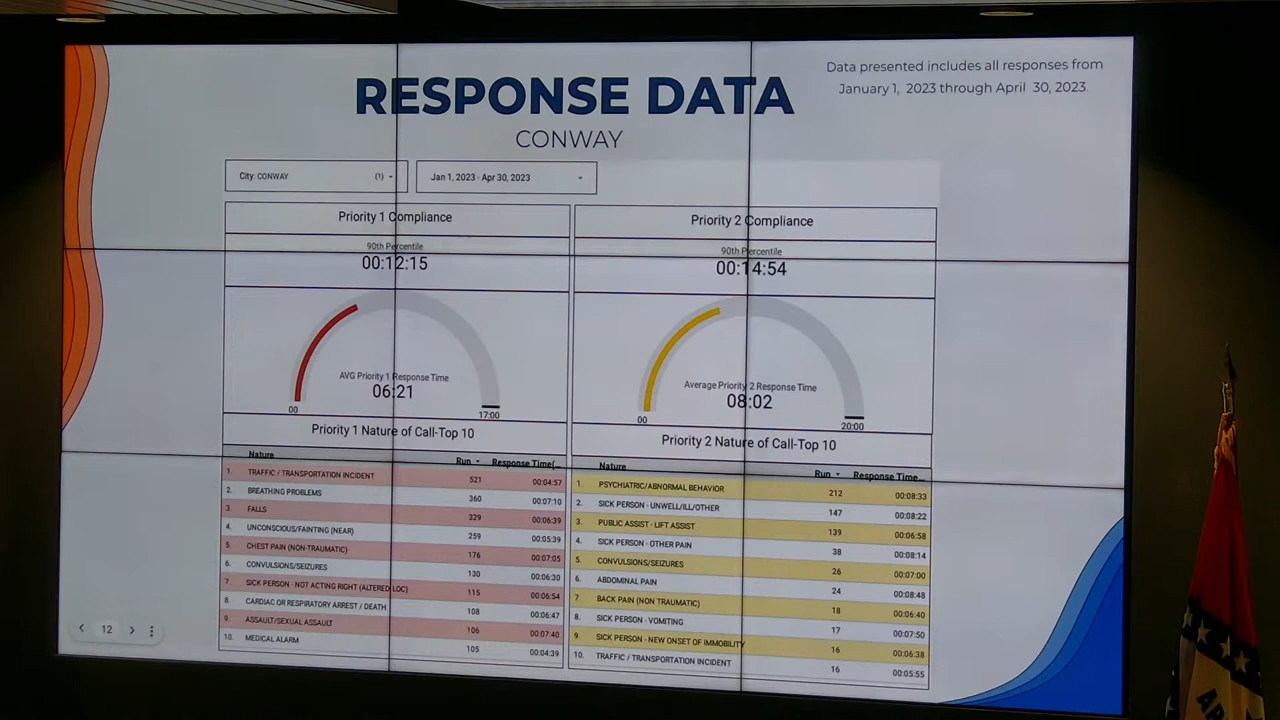 RESPONSE DATA
CONWAY
Data presented includes all responses from
January 1, 2023 through April 30, 2023
City: CONWAY (1)
Jan 1, 2023 - Apr 30, 2023
Priority 1 Compliance
90th Percentile
00:12:15
AVG Priority 1 Response Time
06:21
00 17:00
Priority 1 Nature of Call-Top 10
Nature Run Response Time(...
1. TRAFFIC / TRANSPORTATION INCIDENT 521 00:04:57
2. BREATHING PROBLEMS 360 00:07:10
3. FALLS 329 00:06:39
4. UNCONSCIOUS/FAINTING (NEAR) 259 00:05:39
5. CHEST PAIN (NON-TRAUMATIC) 176 00:07:05
6. CONVULSIONS/SEIZURES 130 00:06:30
7. SICK PERSON - NOT ACTING RIGHT (ALTERED LOC) 115 00:06:54
8. CARDIAC OR RESPIRATORY ARREST / DEATH 108 00:06:47
9. ASSAULT/SEXUAL ASSAULT 106 00:07:40
10. MEDICAL ALARM 105 00:04:39
Priority 2 Compliance
90th Percentile
00:14:54
Average Priority 2 Response Time
08:02
00 20:00
Priority 2 Nature of Call-Top 10
Nature Run Response Time...
1. PSYCHIATRIC/ABNORMAL BEHAVIOR 212 00:08:33
2. SICK PERSON - UNWELL/ILL/OTHER 147 00:08:22
3. PUBLIC ASSIST - LIFT ASSIST 139 00:06:58
4. SICK PERSON - OTHER PAIN 38 00:08:14
5. CONVULSIONS/SEIZURES 26 00:07:00
6. ABDOMINAL PAIN 24 00:08:48
7. BACK PAIN (NON TRAUMATIC) 18 00:06:40
8. SICK PERSON - VOMITING 17 00:07:50
9. SICK PERSON - NEW ONSET OF IMMOBILITY 16 00:06:38
10. TRAFFIC / TRANSPORTATION INCIDENT 16 00:05:55
12